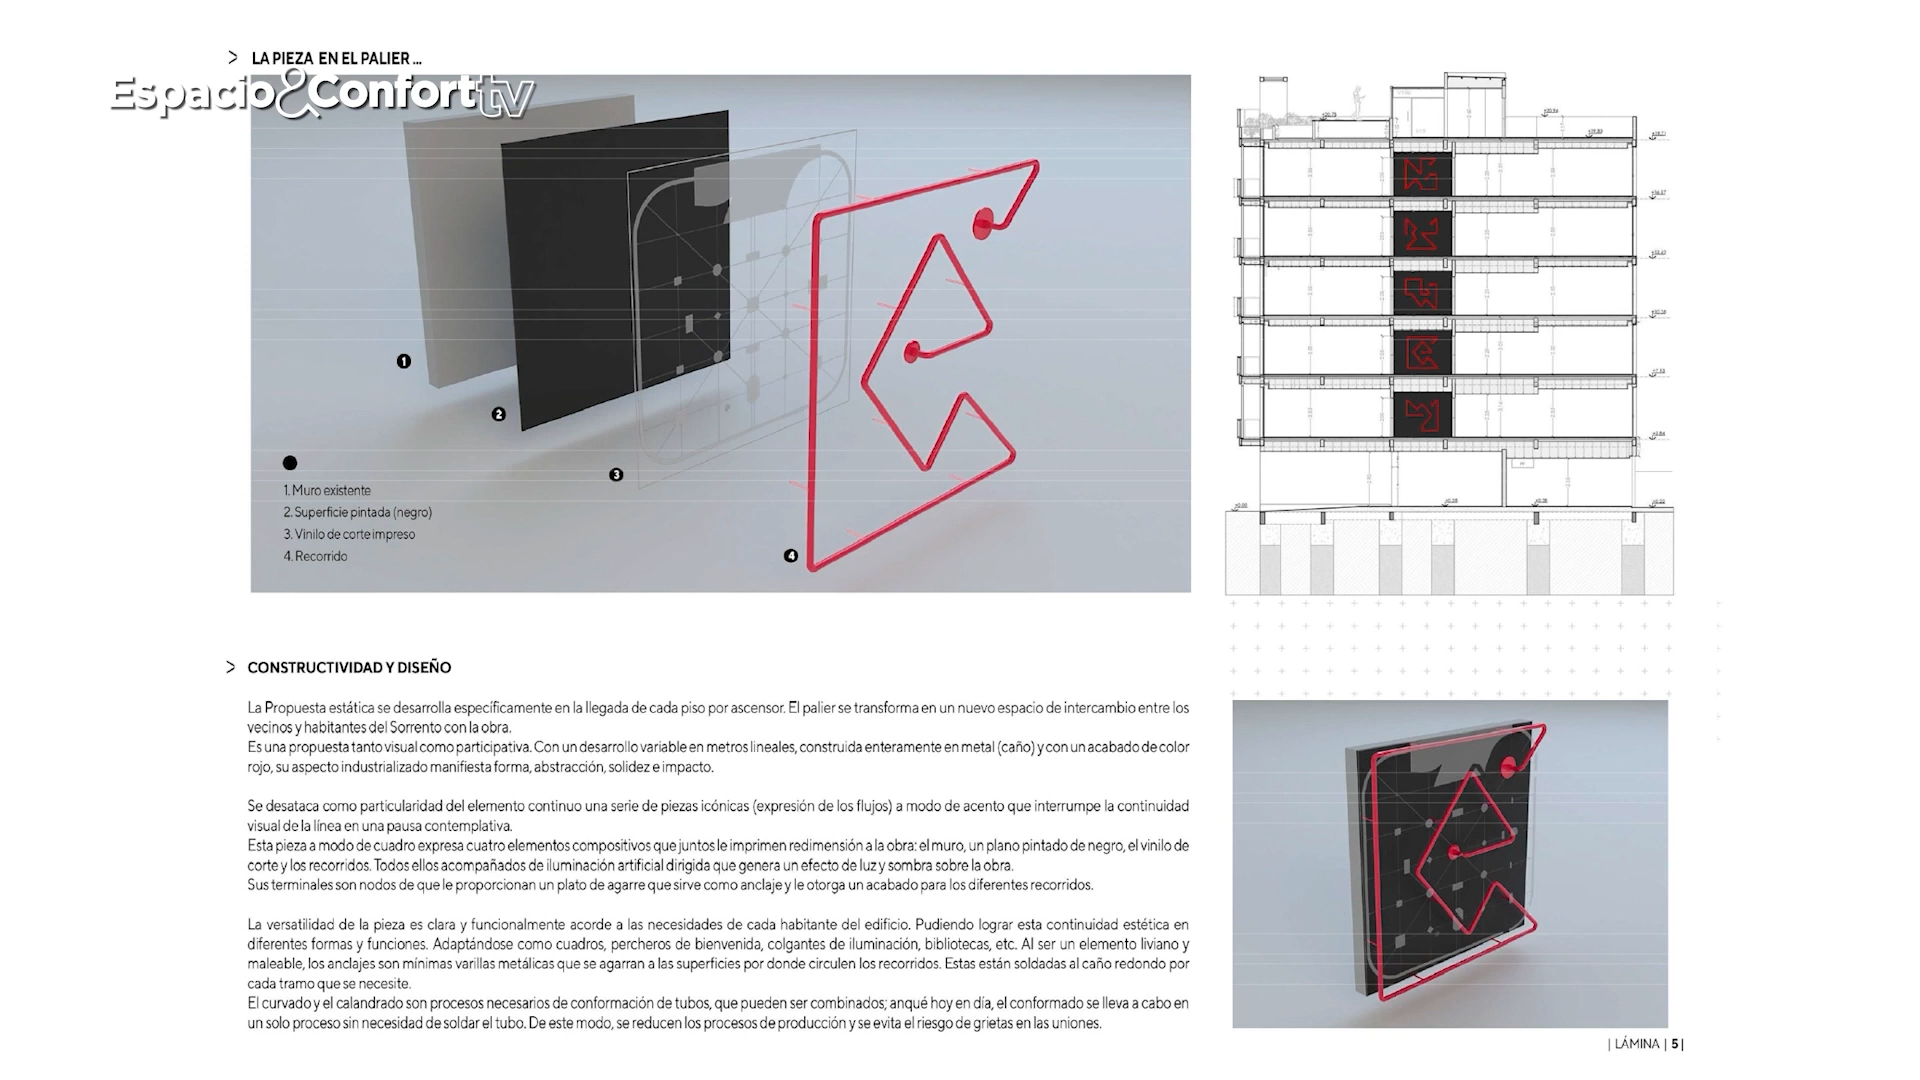 > LA PIEZA EN EL PALIER ...
Espacio&Confort tv
1
2
3
4
1. Muro existente
2. Superficie pintada (negro)
3. Vinilo de corte impreso
4. Recorrido
> CONSTRUCTIVIDAD Y DISEÑO
La Propuesta estática se desarrolla específicamente en la llegada de cada piso por ascensor. El palier se transforma en un nuevo espacio de intercambio entre los
vecinos y habitantes del Sorrento con la obra.
Es una propuesta tanto visual como participativa. Con un desarrollo variable en metros lineales, construida enteramente en metal (caño) y con un acabado de color
rojo, su aspecto industrializado manifiesta forma, abstracción, solidez e impacto.
Se desataca como particularidad del elemento continuo una serie de piezas icónicas (expresión de los flujos) a modo de acento que interrumpe la continuidad
visual de la línea en una pausa contemplativa.
Esta pieza a modo de cuadro expresa cuatro elementos compositivos que juntos le imprimen redimensión a la obra: el muro, un plano pintado de negro, el vinilo de
corte y los recorridos. Todos ellos acompañados de iluminación artificial dirigida que genera un efecto de luz y sombra sobre la obra.
Sus terminales son nodos de que le proporcionan un plato de agarre que sirve como anclaje y le otorga un acabado para los diferentes recorridos.
La versatilidad de la pieza es clara y funcionalmente acorde a las necesidades de cada habitante del edificio. Pudiendo lograr esta continuidad estética en
diferentes formas y funciones. Adaptándose como cuadros, percheros de bienvenida, colgantes de iluminación, bibliotecas, etc. Al ser un elemento liviano y
maleable, los anclajes son mínimas varillas metálicas que se agarran a las superficies por donde circulen los recorridos. Estas están soldadas al caño redondo por
cada tramo que se necesite.
El curvado y el calandrado son procesos necesarios de conformación de tubos, que pueden ser combinados; anqué hoy en día, el conformado se lleva a cabo en
un solo proceso sin necesidad de soldar el tubo. De este modo, se reducen los procesos de producción y se evita el riesgo de grietas en las uniones.
| LÁMINA | 5 |